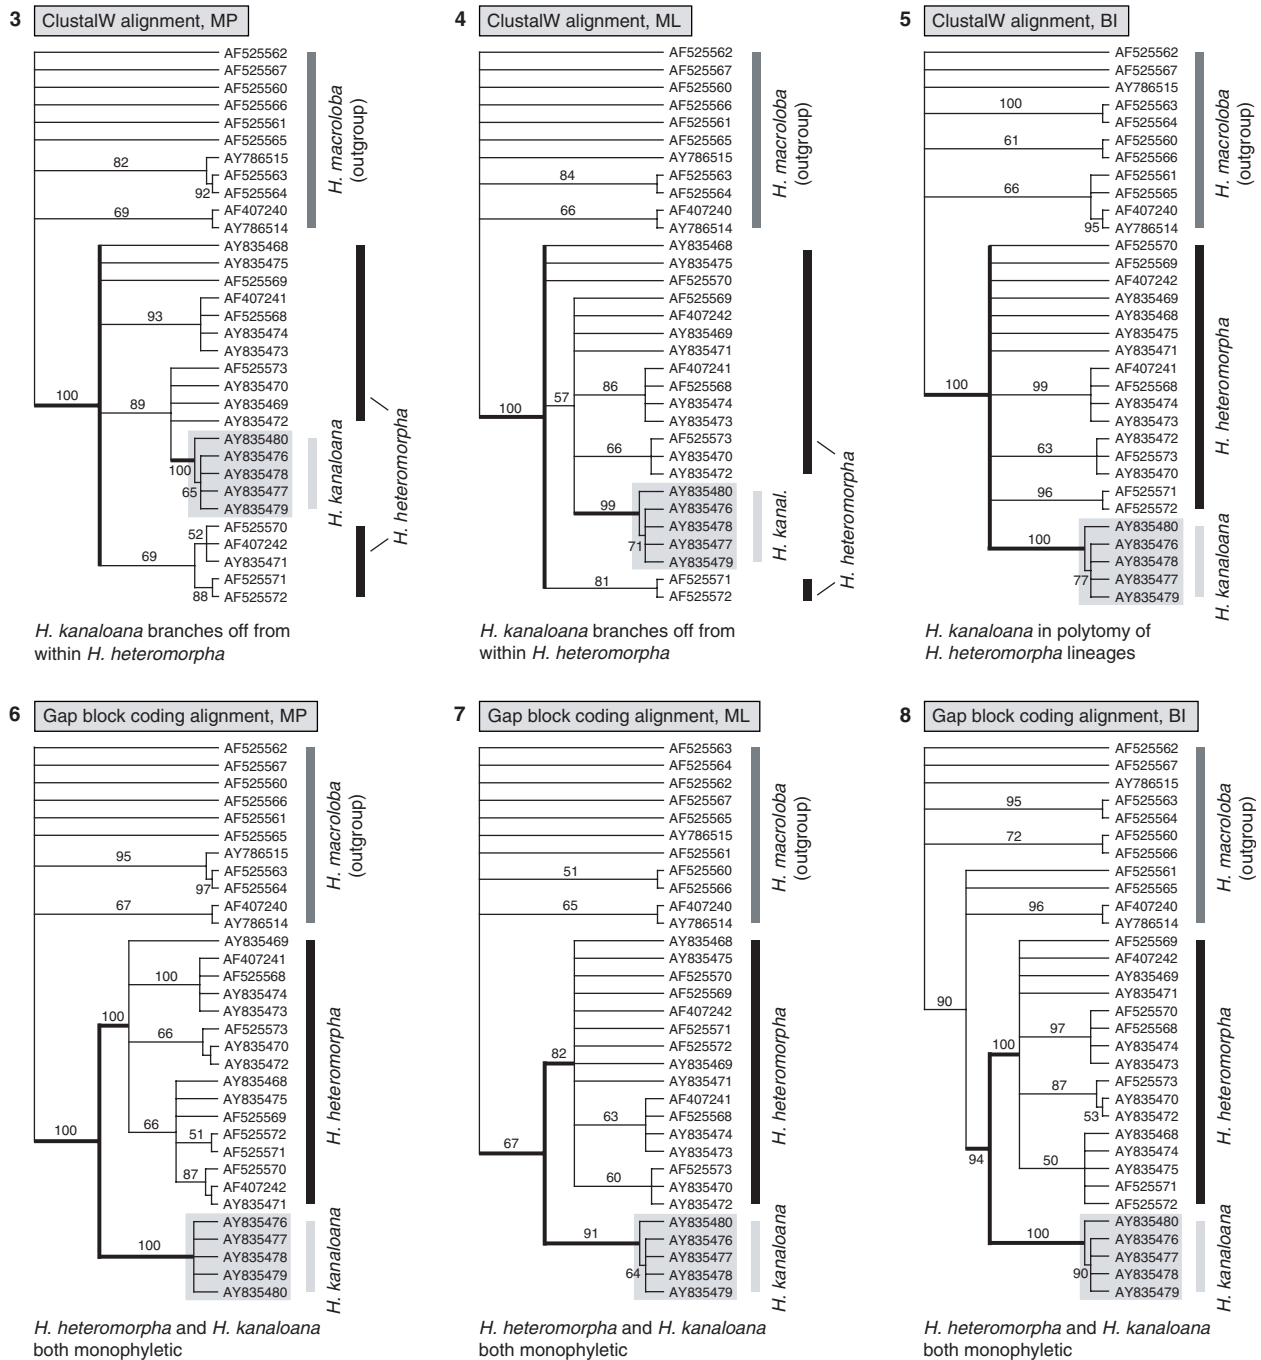 3 ClustalW alignment, MP
AF525562
AF525567
AF525560
AF525566
AF525561
AF525565
82
AY786515
AF525563
92
AF525564
69
AF407240
AY786514
H. macroloba
(outgroup)
AY835468
AY835475
AF525569
AF407241
93
AF525568
AY835474
AY835473
AF525573
AY835470
100
89
AY835469
AY835472
AY835480
AY835476
100
AY835478
65
AY835477
AY835479
H. kanaloana
H. heteromorpha
AF525570
52
AF407242
69
AY835471
AF525571
88
AF525572
H. kanaloana branches off from
within H. heteromorpha
4 ClustalW alignment, ML
AF525562
AF525567
AF525560
AF525566
AF525561
AF525565
AY786515
84
AF525563
AF525564
66
AF407240
AY786514
H. macroloba
(outgroup)
AY835468
AY835475
AF525570
AF525569
AF407242
AY835469
AY835471
AF407241
86
AF525568
57
AY835474
100
AY835473
AF525573
66
AY835470
AY835472
AY835480
99
AY835476
AY835478
71
AY835477
AY835479
H. kanal.
H. heteromorpha
81
AF525571
AF525572
H. kanaloana branches off from
within H. heteromorpha
5 ClustalW alignment, BI
AF525562
AF525567
AY786515
100
AF525563
AF525564
61
AF525560
AF525566
AF525561
66
AF525565
AF407240
95
AY786514
H. macroloba
(outgroup)
AF525570
AF525569
AF407242
AY835469
AY835468
AY835475
AY835471
AF407241
100
99
AF525568
AY835474
AY835473
AY835472
63
AF525573
AY835470
96
AF525571
AF525572
H. heteromorpha
AY835480
100
AY835476
AY835478
77
AY835477
AY835479
H. kanaloana
H. kanaloana in polytomy of
H. heteromorpha lineages
6 Gap block coding alignment, MP
AF525562
AF525567
AF525560
AF525566
AF525561
AF525565
95
AY786515
AF525563
97
AF525564
67
AF407240
AY786514
H. macroloba
(outgroup)
AY835469
AF407241
100
AF525568
AY835474
AY835473
100
AF525573
66
AY835470
AY835472
AY835468
AY835475
AF525569
66
51
AF525572
100
AF525571
AF525570
87
AF407242
AY835471
H. heteromorpha
AY835476
AY835477
100
AY835478
AY835479
AY835480
H. kanaloana
H. heteromorpha and H. kanaloana
both monophyletic
7 Gap block coding alignment, ML
AF525563
AF525564
AF525562
AF525567
AF525565
AY786515
AF525561
51
AF525560
AF525566
65
AF407240
AY786514
H. macroloba
(outgroup)
AY835468
AY835475
AF525570
AF525569
AF407242
AF525571
AF525572
82
AY835469
AY835471
AF407241
63
AF525568
AY835474
67
AY835473
AF525573
60
AY835470
AY835472
H. heteromorpha
AY835480
91
AY835476
AY835477
64
AY835478
AY835479
H. kanaloana
H. heteromorpha and H. kanaloana
both monophyletic
8 Gap block coding alignment, BI
AF525562
AF525567
AY786515
95
AF525563
AF525564
72
AF525560
AF525566
AF525561
AF525565
96
AF407240
AY786514
H. macroloba
(outgroup)
AF525569
AF407242
AY835469
90
AY835471
AF525570
97
AF525568
100
AY835474
AY835473
87
AF525573
AY835470
53
AY835472
AY835468
AY835474
94
50
AY835475
AF525571
AF525572
H. heteromorpha
AY835480
100
AY835476
AY835477
90
AY835478
AY835479
H. kanaloana
H. heteromorpha and H. kanaloana
both monophyletic